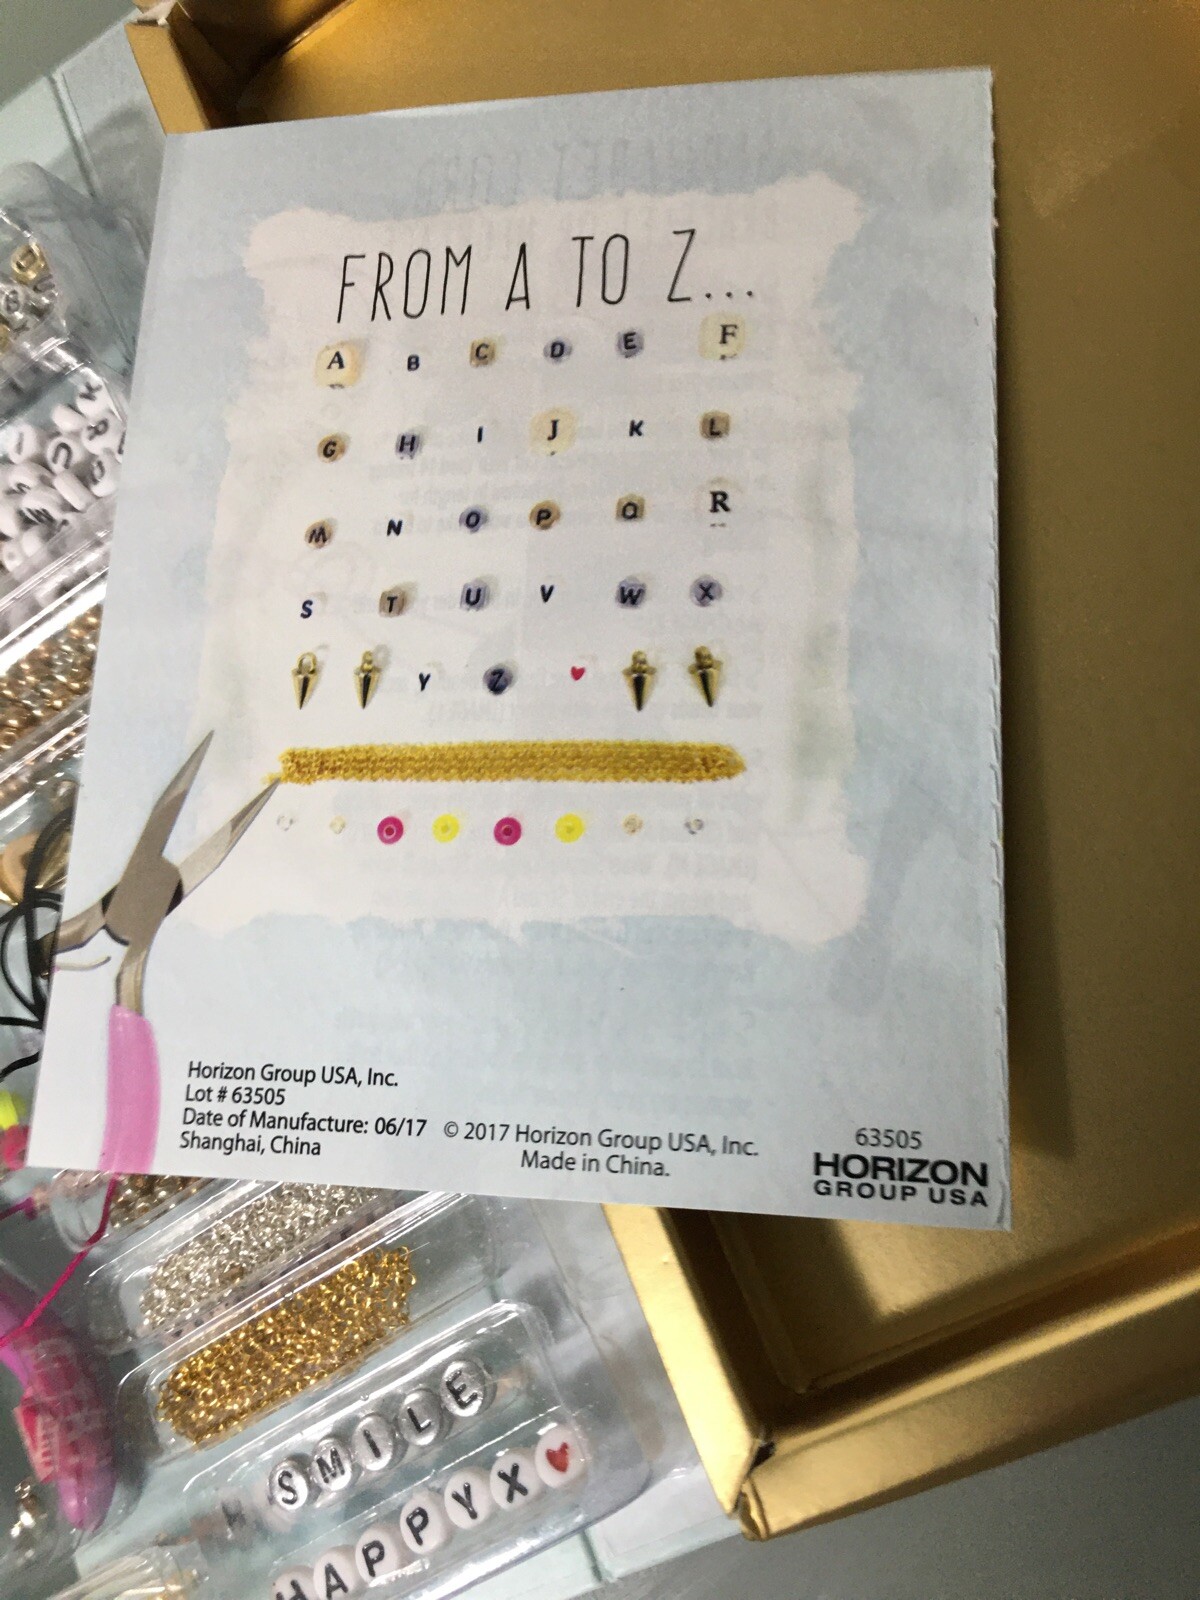 FROM A TO Z...
A B C D E F
G H I J K L
M N O P Q R
S T U V W X
Y Z
Horizon Group USA, Inc.
Lot # 63505
Date of Manufacture: 06/17
Shanghai, China
© 2017 Horizon Group USA, Inc.
Made in China.
63505
HORIZON
GROUP USA
SMILE
HAPPYX